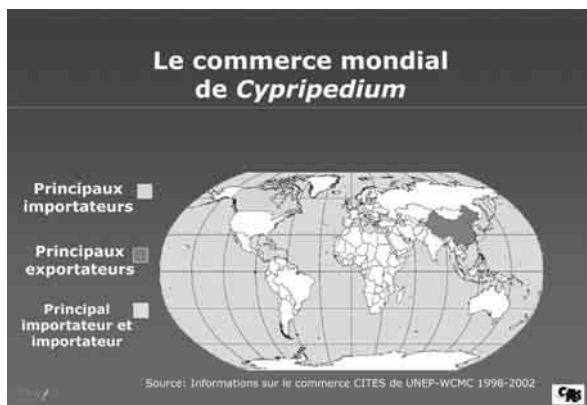 Le commerce mondial
de Cypripedium
Principaux
importateurs
Principaux
exportateurs
Principal
importateur et
importateur
Source: Informations sur le commerce CITES de UNEP-WCMC 1998-2002